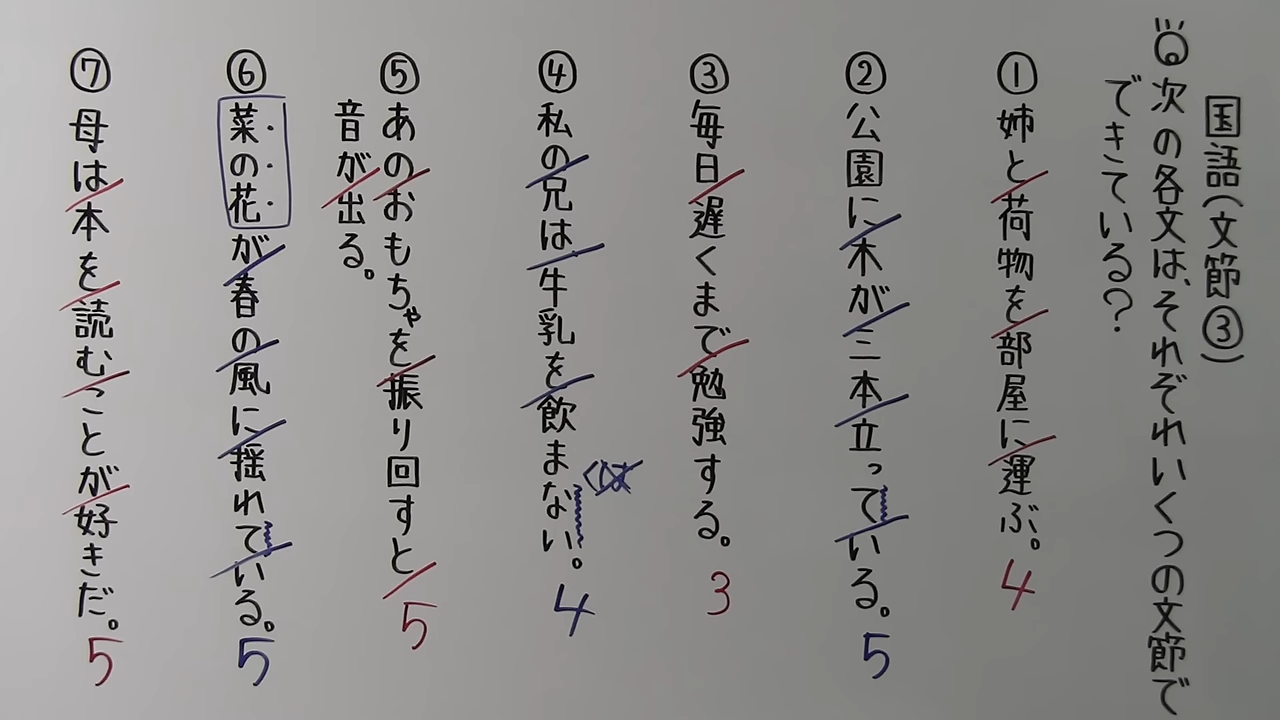 国語(文節③)
Q 次の各文は、それぞれいくつの文節で
できている?
① 姉と/荷物を/部屋に/運ぶ。 4
② 公園に/木が/三本/立って/いる。 5
③ 毎日/遅くまで/勉強する。 3
④ 私の/兄は/牛乳を/飲まない。 4
⑤ あの/おもちゃを/振り回すと/
音が/出る。 5
⑥ 菜の花が/春の/風に/揺れて/いる。 5
⑦ 母は/本を/読む/ことが/好きだ。 5